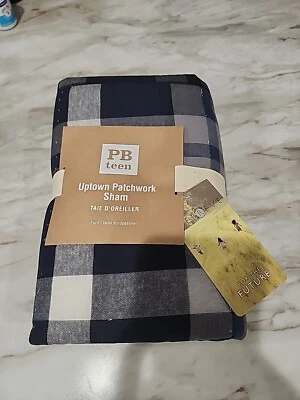 PB
teen
Uptown Patchwork
Sham
TAIE D'OREILLER
FUTURE